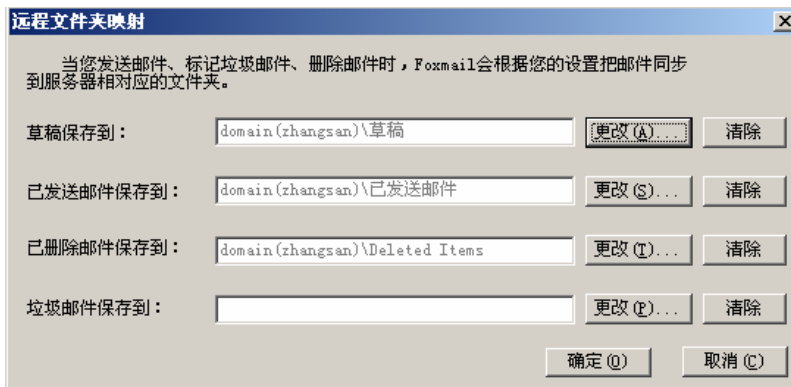 远程文件夹映射
当您发送邮件、标记垃圾邮件、删除邮件时，Foxmail会根据您的设置把邮件同步
到服务器相对应的文件夹。
草稿保存到： domain(zhangsan)\草稿 更改(A)... 清除
已发送邮件保存到： domain(zhangsan)\已发送邮件 更改(S)... 清除
已删除邮件保存到： domain(zhangsan)\Deleted Items 更改(T)... 清除
垃圾邮件保存到： 更改(P)... 清除
确定(O) 取消(C)